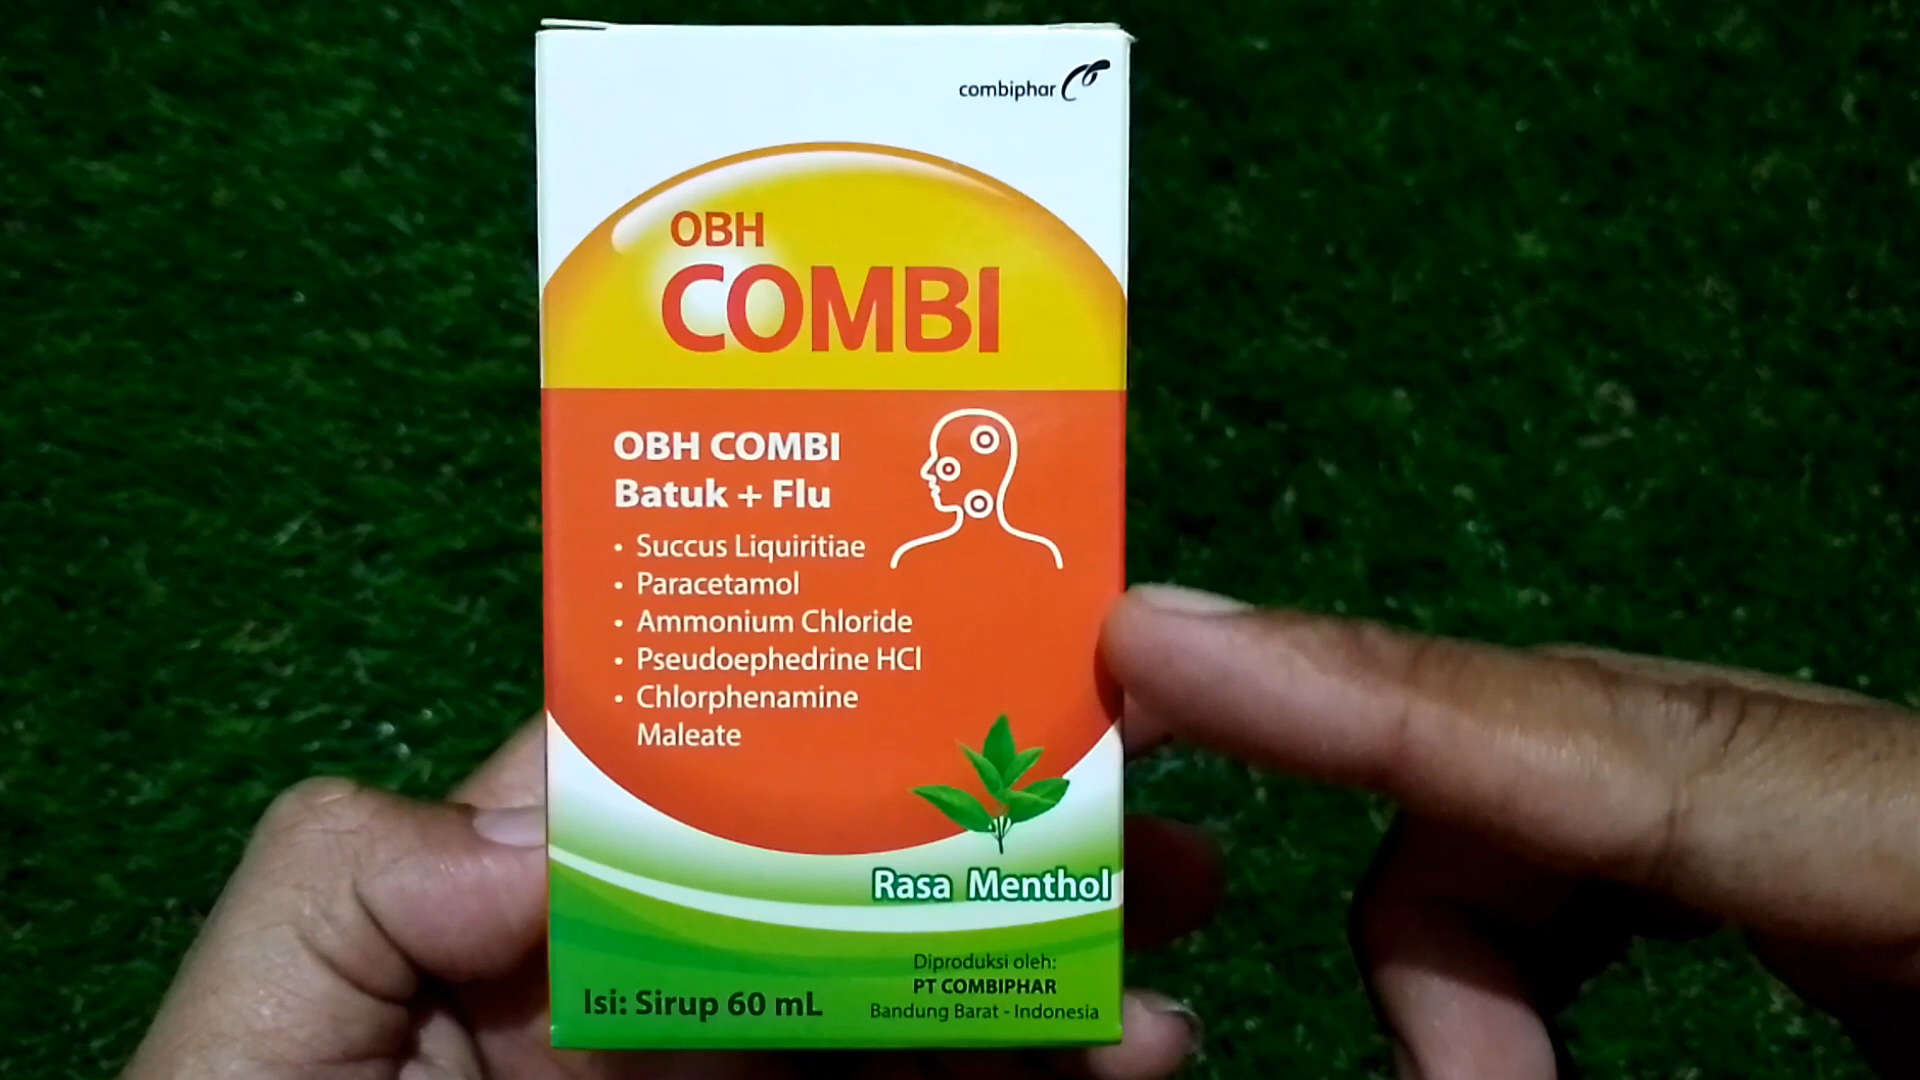 combiphar
OBH
COMBI
OBH COMBI
Batuk + Flu
• Succus Liquiritiae
• Paracetamol
• Ammonium Chloride
• Pseudoephedrine HCl
• Chlorphenamine
Maleate
Rasa Menthol
Isi: Sirup 60 mL
Diproduksi oleh:
PT COMBIPHAR
Bandung Barat - Indonesia